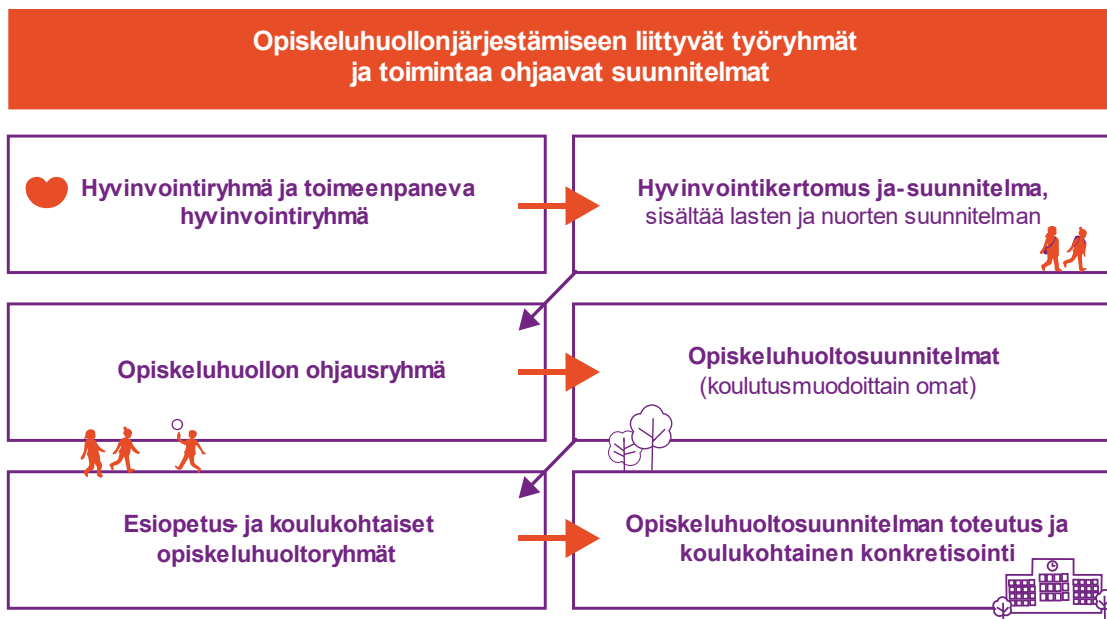 Opiskeluhuollonjärjestämiseen liittyvät työryhmät
ja toimintaa ohjaavat suunnitelmat
Hyvinvointiryhmä ja toimeenpaneva
hyvinvointiryhmä
Hyvinvointikertomus ja-suunnitelma,
sisältää lasten ja nuorten suunnitelman
Opiskeluhuollon ohjausryhmä
Opiskeluhuoltosuunnitelmat
(koulutusmuodoittain omat)
Esiopetus- ja koulukohtaiset
opiskeluhuoltoryhmät
Opiskeluhuoltosuunnitelman toteutus ja
koulukohtainen konkretisointi